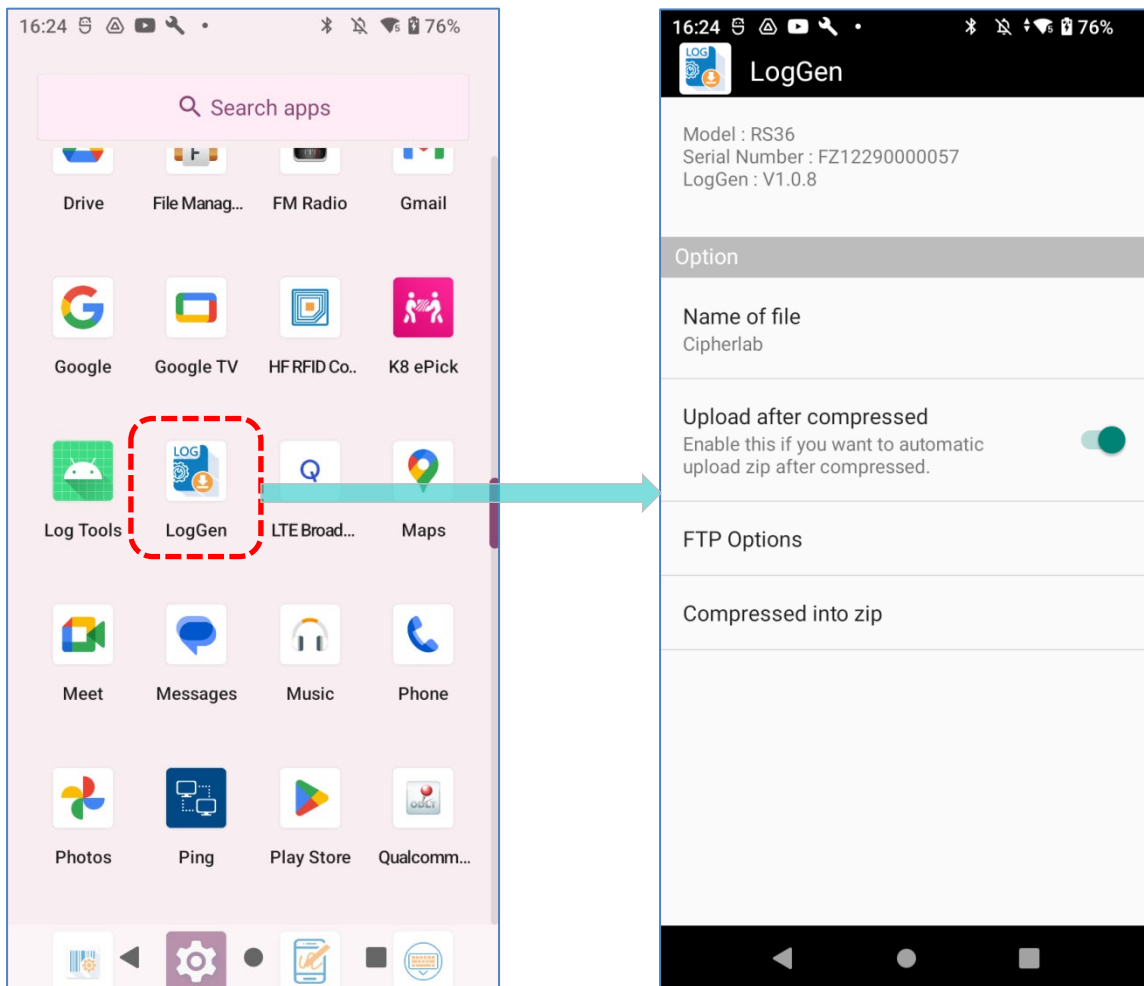 16:24
76%
Search apps
Drive
File Manag...
FM Radio
Gmail
Google
Google TV
HF RFID Co..
K8 ePick
LOG
Log Tools
LogGen
LTE Broad...
Maps
Meet
Messages
Music
Phone
Photos
Ping
Play Store
Qualcomm...
16:24
5
76%
LOG
LogGen
Model : RS36
Serial Number : FZ12290000057
LogGen : V1.0.8
Option
Name of file
Cipherlab
Upload after compressed
Enable this if you want to automatic
upload zip after compressed.
FTP Options
Compressed into zip